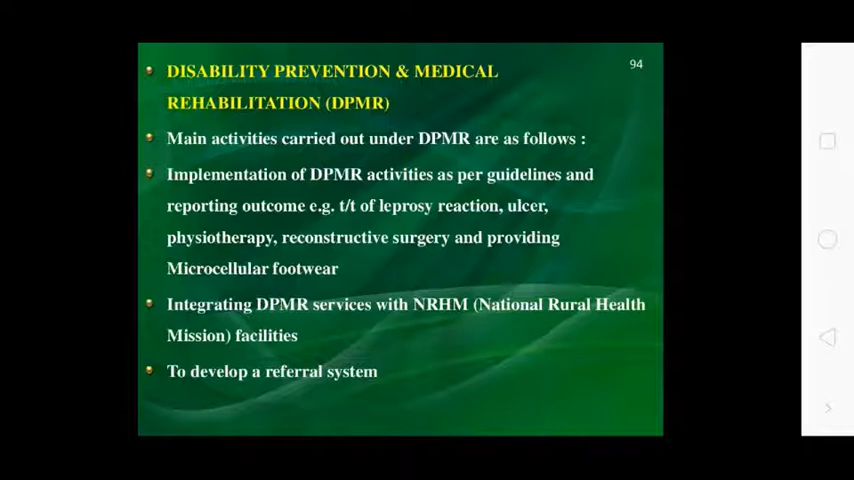 94
DISABILITY PREVENTION & MEDICAL
REHABILITATION (DPMR)
Main activities carried out under DPMR are as follows :
Implementation of DPMR activities as per guidelines and
reporting outcome e.g. t/t of leprosy reaction, ulcer,
physiotherapy, reconstructive surgery and providing
Microcellular footwear
Integrating DPMR services with NRHM (National Rural Health
Mission) facilities
To develop a referral system